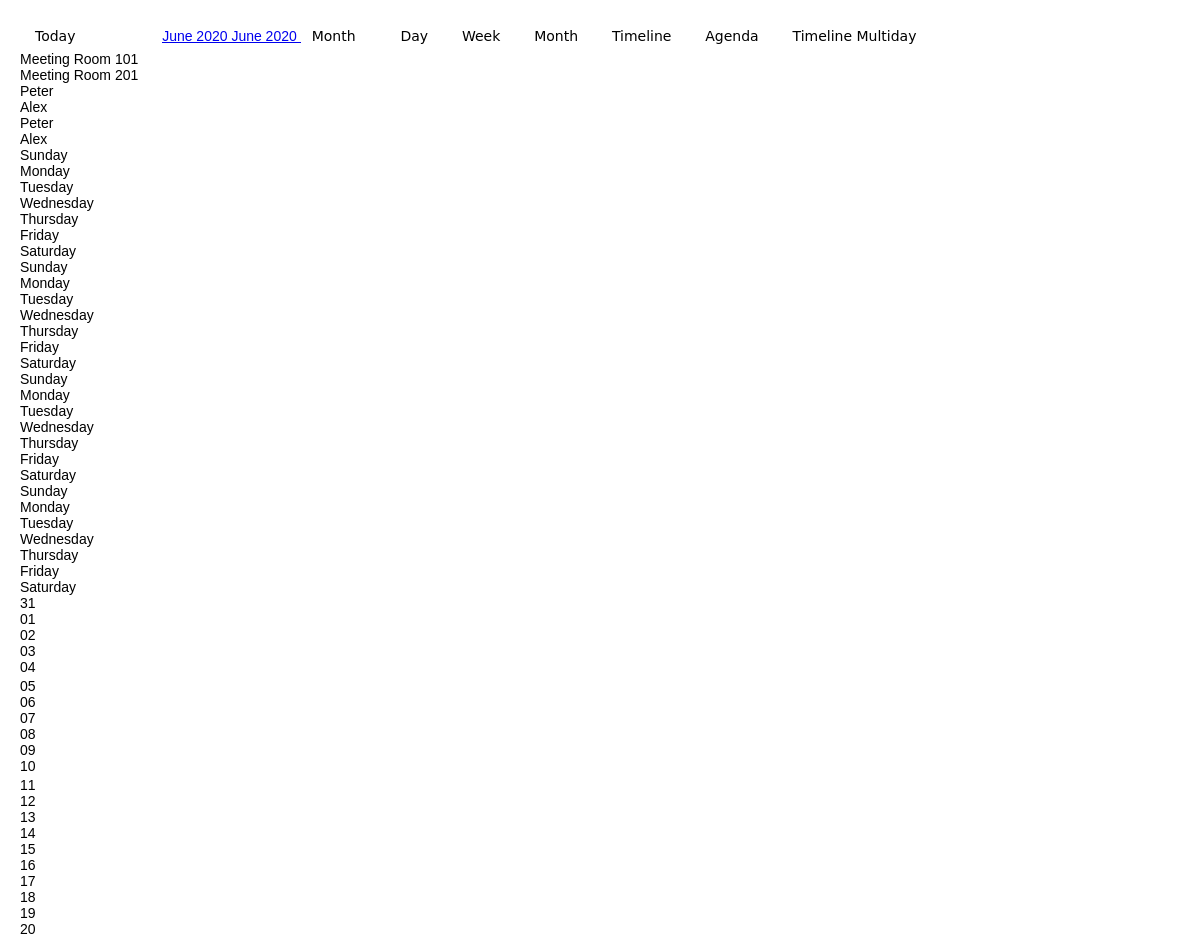 Today June 2020 June 2020 Month Day Week Month Timeline Agenda Timeline Multiday
Meeting Room 101
Meeting Room 201
Peter
Alex
Peter
Alex
Sunday
Monday
Tuesday
Wednesday
Thursday
Friday
Saturday
Sunday
Monday
Tuesday
Wednesday
Thursday
Friday
Saturday
Sunday
Monday
Tuesday
Wednesday
Thursday
Friday
Saturday
Sunday
Monday
Tuesday
Wednesday
Thursday
Friday
Saturday
31
01
02
03
04
05
06
07
08
09
10
11
12
13
14
15
16
17
18
19
20